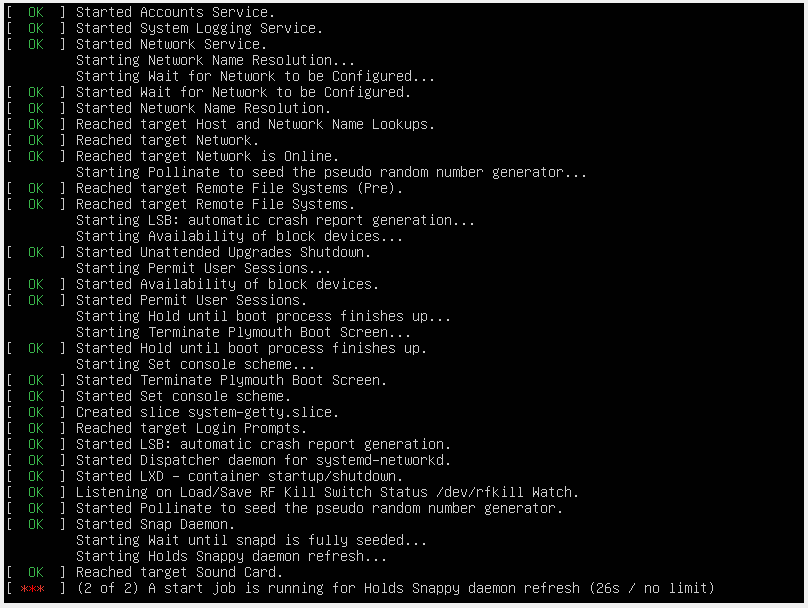 [  OK  ] Started Accounts Service.
[  OK  ] Started System Logging Service.
[  OK  ] Started Network Service.
         Starting Network Name Resolution...
         Starting Wait for Network to be Configured...
[  OK  ] Started Wait for Network to be Configured.
[  OK  ] Started Network Name Resolution.
[  OK  ] Reached target Host and Network Name Lookups.
[  OK  ] Reached target Network.
[  OK  ] Reached target Network is Online.
         Starting Pollinate to seed the pseudo random number generator...
[  OK  ] Reached target Remote File Systems (Pre).
[  OK  ] Reached target Remote File Systems.
         Starting LSB: automatic crash report generation...
         Starting Availability of block devices...
[  OK  ] Started Unattended Upgrades Shutdown.
         Starting Permit User Sessions...
[  OK  ] Started Availability of block devices.
[  OK  ] Started Permit User Sessions.
         Starting Hold until boot process finishes up...
         Starting Terminate Plymouth Boot Screen...
[  OK  ] Started Hold until boot process finishes up.
         Starting Set console scheme...
[  OK  ] Started Terminate Plymouth Boot Screen.
[  OK  ] Started Set console scheme.
[  OK  ] Created slice system-getty.slice.
[  OK  ] Reached target Login Prompts.
[  OK  ] Started LSB: automatic crash report generation.
[  OK  ] Started Dispatcher daemon for systemd-networkd.
[  OK  ] Started LXD - container startup/shutdown.
[  OK  ] Listening on Load/Save RF Kill Switch Status /dev/rfkill Watch.
[  OK  ] Started Pollinate to seed the pseudo random number generator.
[  OK  ] Started Snap Daemon.
         Starting Wait until snapd is fully seeded...
         Starting Holds Snappy daemon refresh...
[  OK  ] Reached target Sound Card.
[ ***  ] (2 of 2) A start job is running for Holds Snappy daemon refresh (26s / no limit)